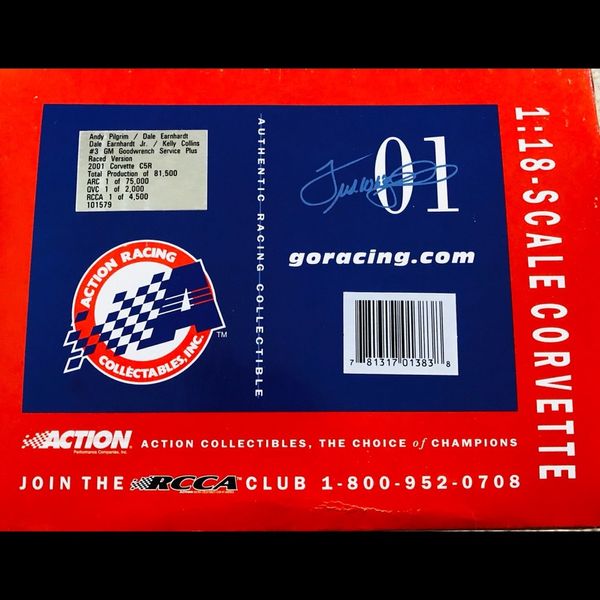 Andy Pilgrim / Dale Earnhardt
Dale Earnhardt Jr. / Kelly Collins
#3 GM Goodwrench Service Plus
Raced Version
2001 Corvette C5R
Total Production of 81,500
ARC 1 of 75,000
QVC 1 of 2,000
RCCA 1 of 4,500
101579
ACTION RACING
COLLECTABLES, INC.
TM
AUTHENTIC RACING COLLECTIBLE
01
goracing.com
7 81317 01383 8
1:18-SCALE CORVETTE
ACTION
Performance Companies, Inc.
ACTION COLLECTIBLES, THE CHOICE of CHAMPIONS
JOIN THE RCCA CLUB 1-800-952-0708